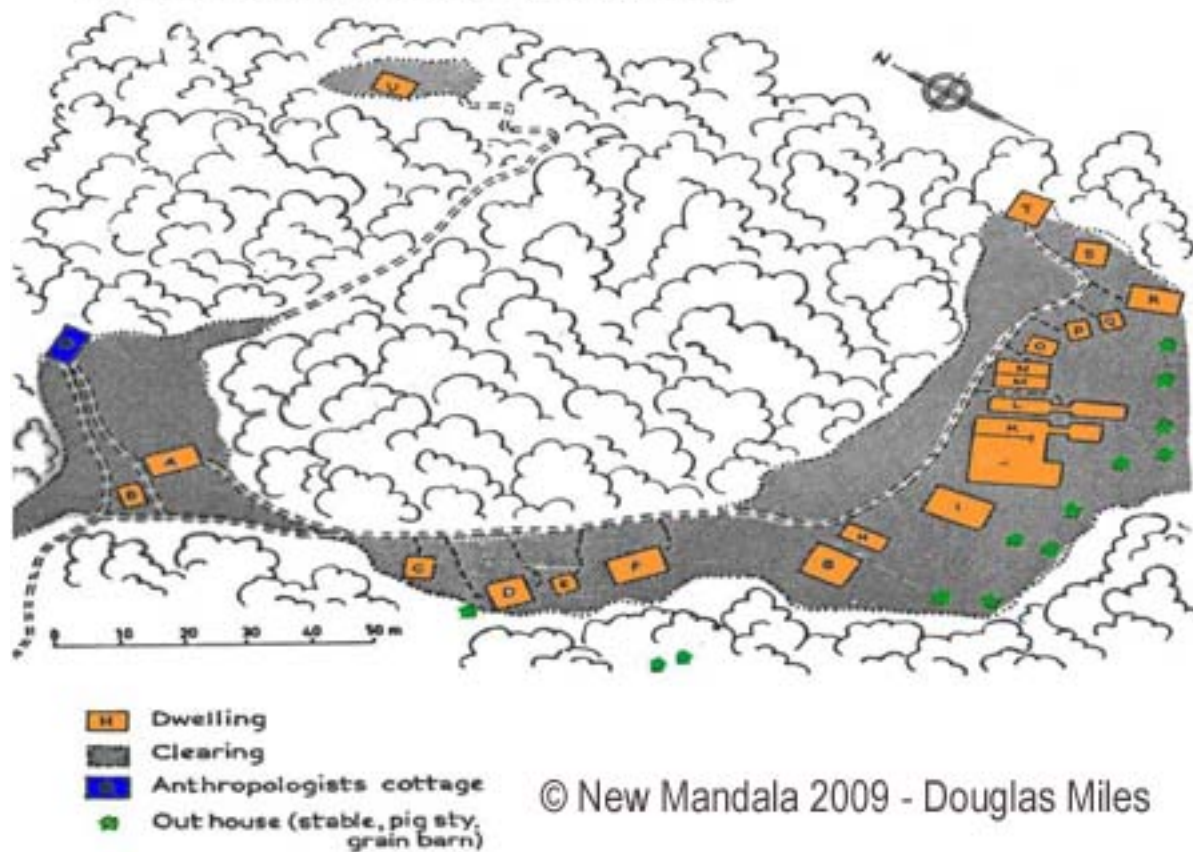 U
N
T
S
R
Q
P
O
N
M
L
K
J
A
B
I
H
G
C
D
E
F
0 10 20 30 40 50 m
H Dwelling
Clearing
Anthropologists cottage
Out house (stable, pig sty,
grain barn)
© New Mandala 2009 - Douglas Miles